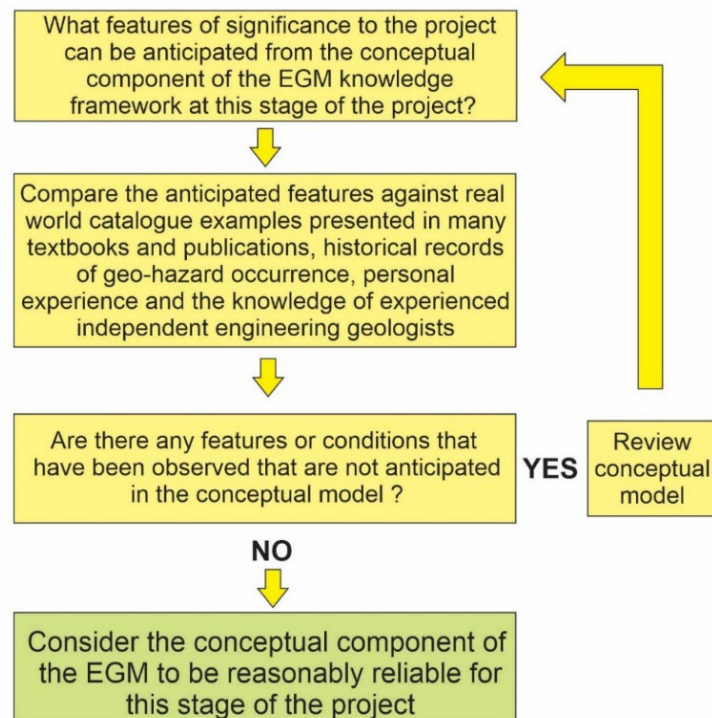 What features of significance to the project
can be anticipated from the conceptual
component of the EGM knowledge
framework at this stage of the project?
Compare the anticipated features against real
world catalogue examples presented in many
textbooks and publications, historical records
of geo-hazard occurrence, personal
experience and the knowledge of experienced
independent engineering geologists
Are there any features or conditions that
have been observed that are not anticipated
in the conceptual model ?
YES
Review
conceptual
model
NO
Consider the conceptual component of
the EGM to be reasonably reliable for
this stage of the project